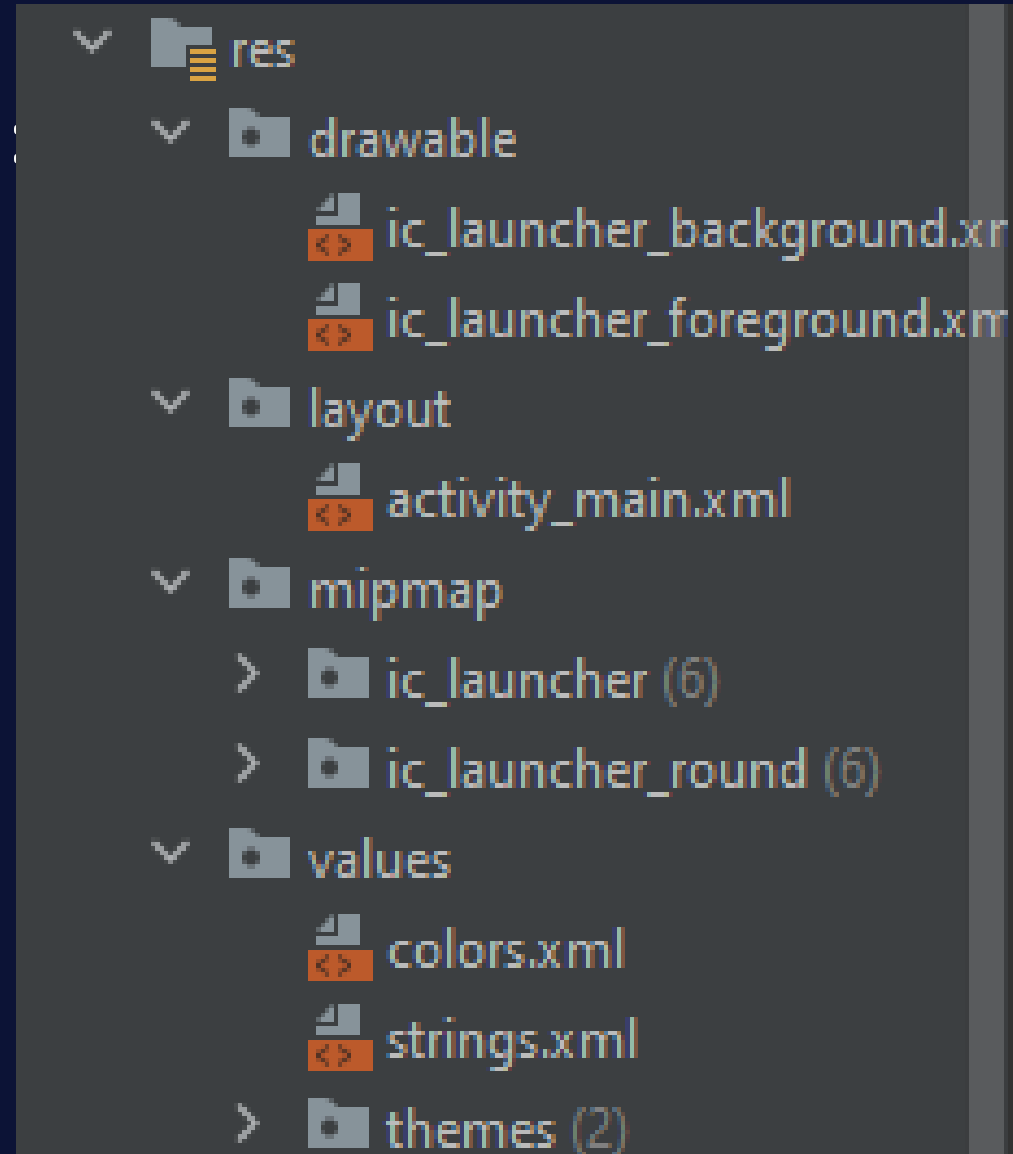 res
drawable
ic_launcher_background.xm
ic_launcher_foreground.xm
layout
activity_main.xml
mipmap
ic_launcher (6)
ic_launcher_round (6)
values
colors.xml
strings.xml
themes (2)